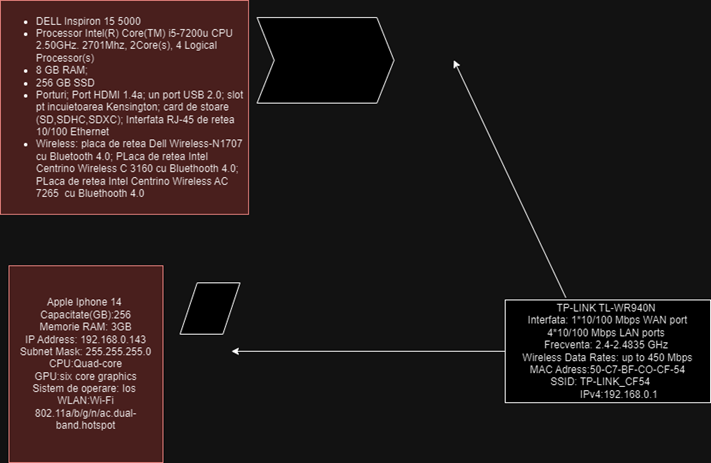 DELL Inspiron 15 5000
Processor Intel(R) Core(TM) i5-7200u CPU
2.50GHz. 2701Mhz, 2Core(s), 4 Logical
Processor(s)
8 GB RAM;
256 GB SSD
Porturi; Port HDMI 1.4a; un port USB 2.0; slot
pt incuietoarea Kensington; card de stoare
(SD,SDHC,SDXC); Interfata RJ-45 de retea
10/100 Ethernet
Wireless: placa de retea Dell Wireless-N1707
cu Bluetooth 4.0; PLaca de retea Intel
Centrino Wireless C 3160 cu Bluethooth 4.0;
PLaca de retea Intel Centrino Wireless AC
7265 cu Bluethooth 4.0
Apple Iphone 14
Capacitate(GB):256
Memorie RAM: 3GB
IP Address: 192.168.0.143
Subnet Mask: 255.255.255.0
CPU:Quad-core
GPU:six core graphics
Sistem de operare: Ios
WLAN:Wi-Fi
802.11a/b/g/n/ac.dual-
band.hotspot
TP-LINK TL-WR940N
Interfata: 1*10/100 Mbps WAN port
4*10/100 Mbps LAN ports
Frecventa: 2.4-2.4835 GHz
Wireless Data Rates: up to 450 Mbps
MAC Adress:50-C7-BF-CO-CF-54
SSID: TP-LINK_CF54
IPv4:192.168.0.1